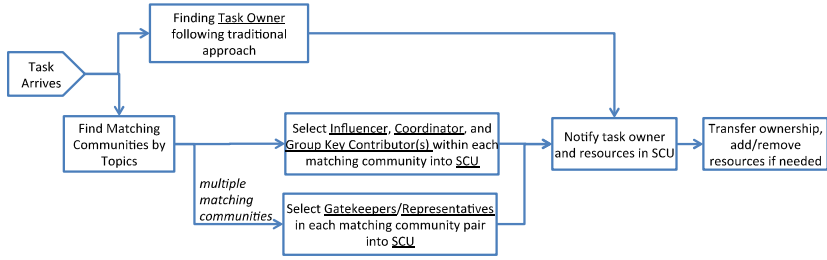 Finding Task Owner
following traditional
approach
Task
Arrives
Find Matching
Communities by
Topics
Select Influencer, Coordinator, and
Group Key Contributor(s) within each
matching community into SCU
Notify task owner
and resources in SCU
Transfer ownership,
add/remove
resources if needed
multiple
matching
communities
Select Gatekeepers/Representatives
in each matching community pair
into SCU